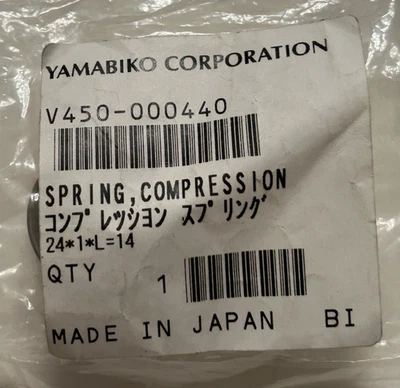 YAMABIKO CORPORATION
V450-000440
SPRING,COMPRESSION
コンプレッション スプリング
24*1*L=14
QTY 1
MADE IN JAPAN BI